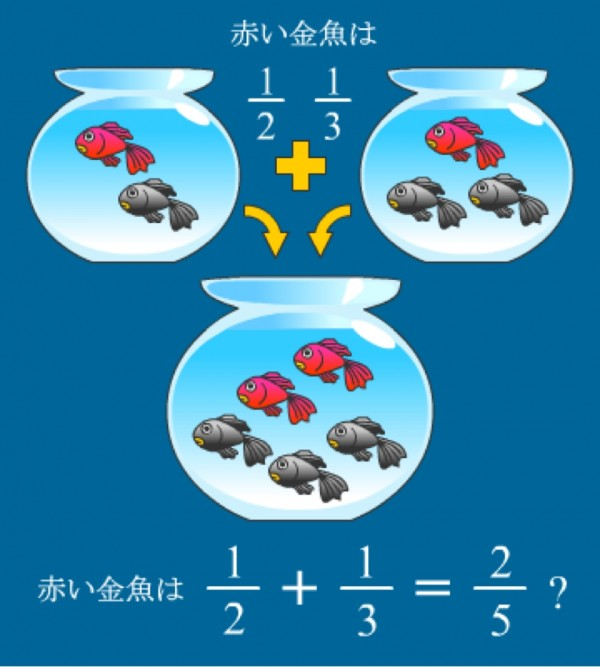 赤い金魚は
1/2 1/3
赤い金魚は 1/2 + 1/3 = 2/5 ?